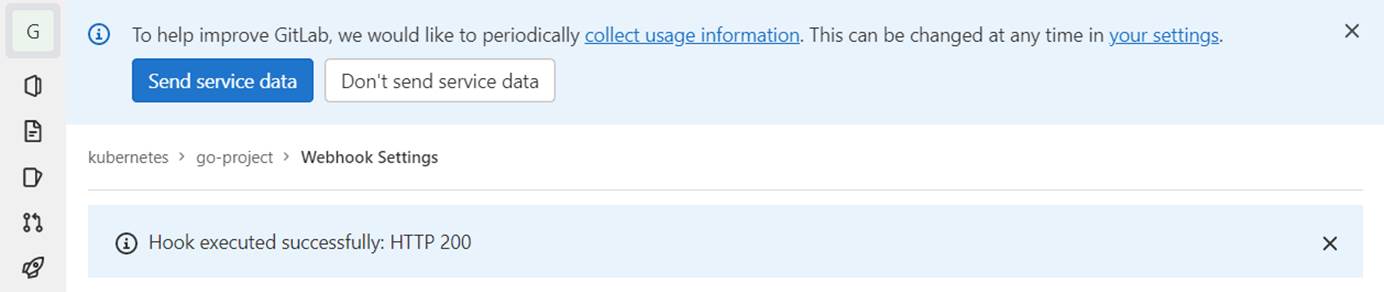 G
To help improve GitLab, we would like to periodically collect usage information. This can be changed at any time in your settings.
Send service data Don't send service data
kubernetes > go-project > Webhook Settings
Hook executed successfully: HTTP 200